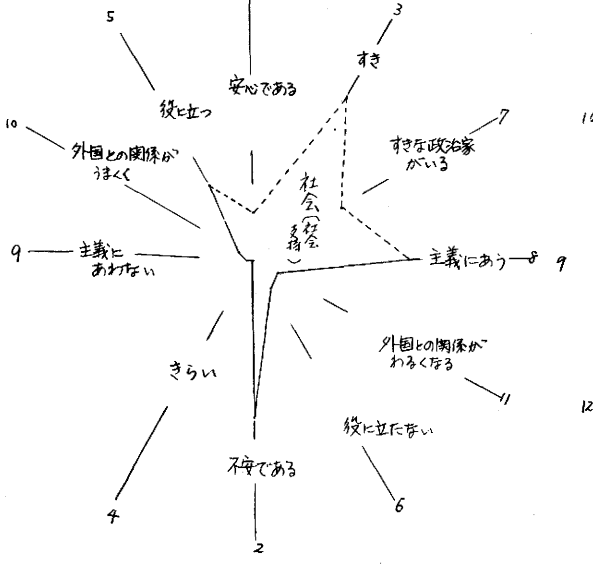 3
5
すき
安心である
役に立つ
7
10
すきな政治家
がいる
外国との関係が
うまくく
社会(社会
支持)
9
主義に
あわない
主義にあう
8
9
外国との関係が
わるくなる
きらい
11
12
役に立たない
不安である
4
6
2